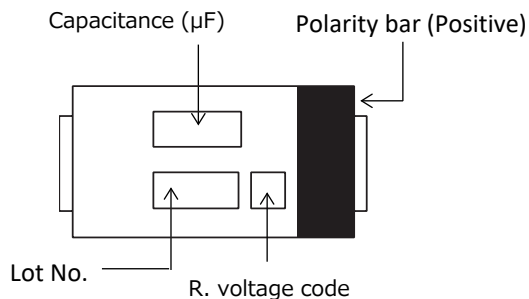 Capacitance (μF)
Polarity bar (Positive)
Lot No.
R. voltage code